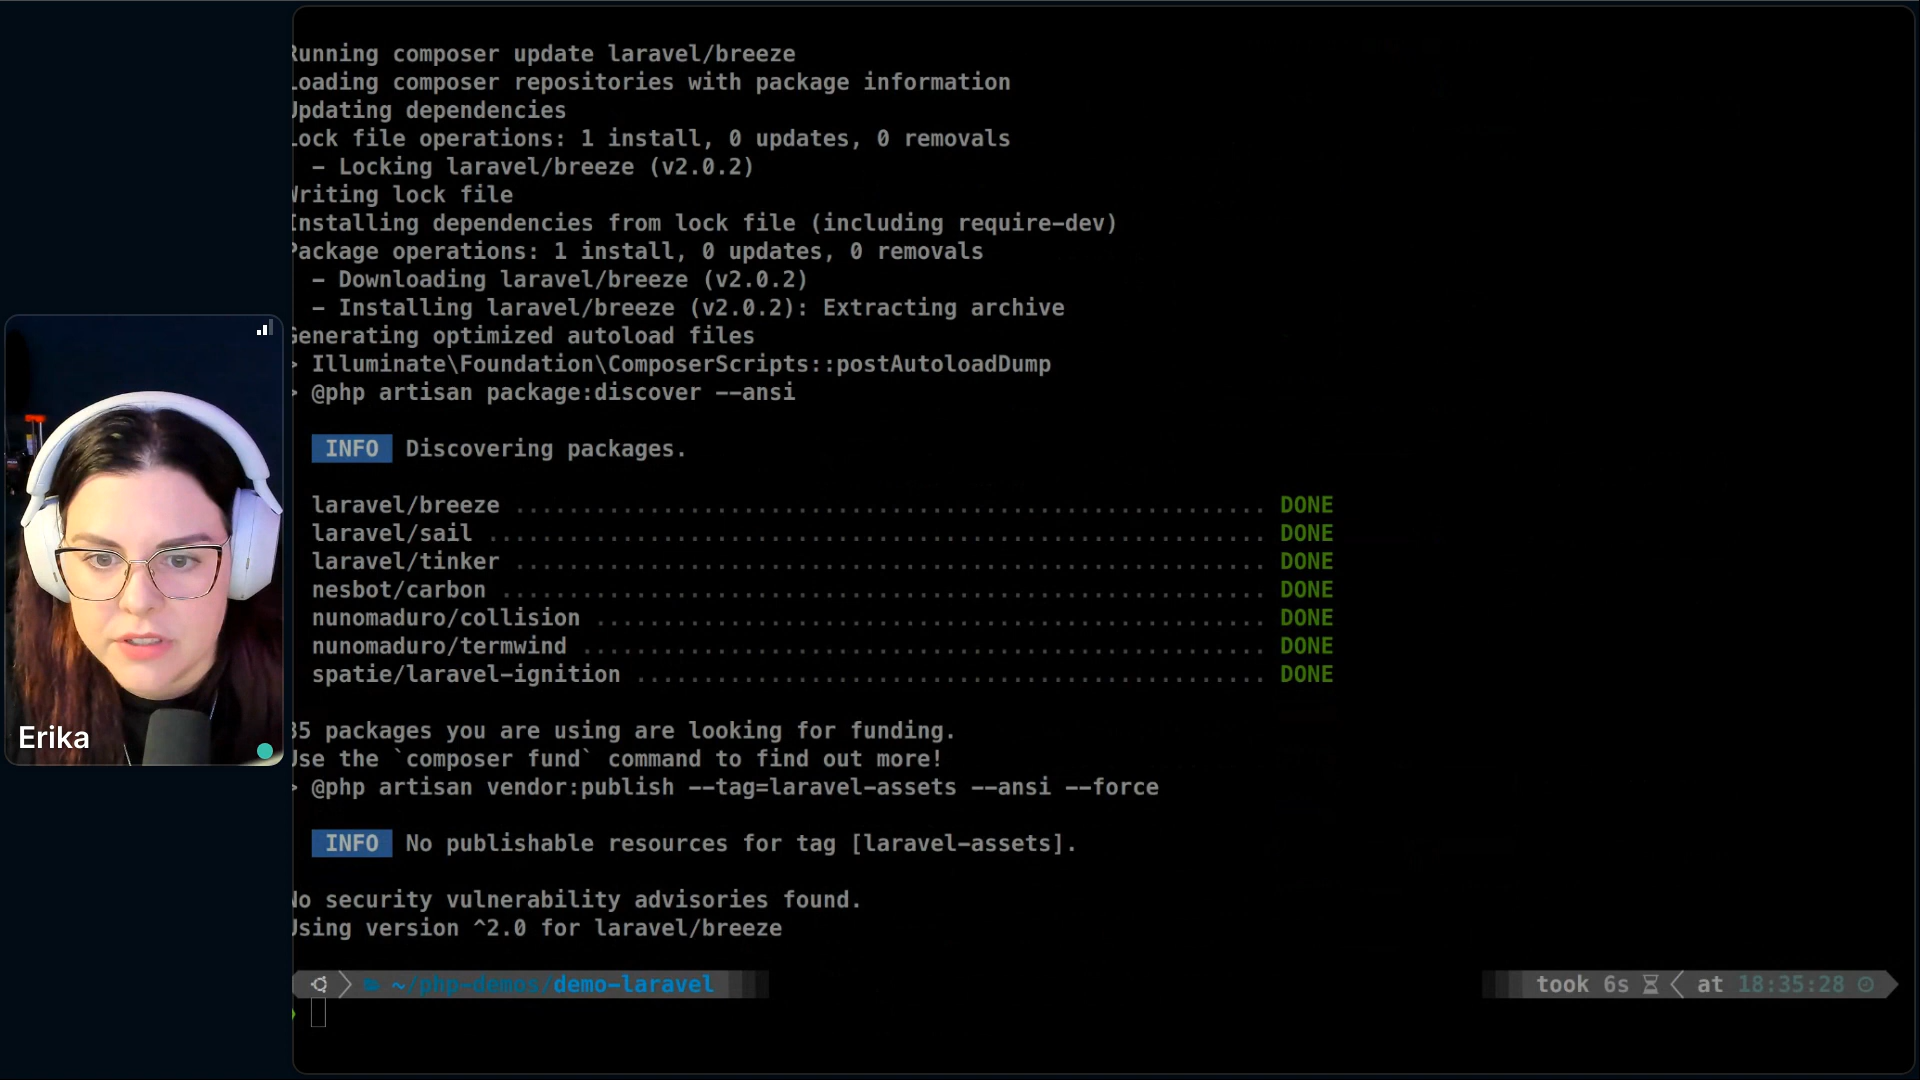 Running composer update laravel/breeze
Loading composer repositories with package information
Updating dependencies
Lock file operations: 1 install, 0 updates, 0 removals
- Locking laravel/breeze (v2.0.2)
Writing lock file
Installing dependencies from lock file (including require-dev)
Package operations: 1 install, 0 updates, 0 removals
- Downloading laravel/breeze (v2.0.2)
- Installing laravel/breeze (v2.0.2): Extracting archive
Generating optimized autoload files
> Illuminate\Foundation\ComposerScripts::postAutoloadDump
> @php artisan package:discover --ansi
INFO Discovering packages.
laravel/breeze ........................................................ DONE
laravel/sail .......................................................... DONE
laravel/tinker ........................................................ DONE
nesbot/carbon ......................................................... DONE
nunomaduro/collision .................................................. DONE
nunomaduro/termwind ................................................... DONE
spatie/laravel-ignition ............................................... DONE
Erika
85 packages you are using are looking for funding.
Use the `composer fund` command to find out more!
> @php artisan vendor:publish --tag=laravel-assets --ansi --force
INFO No publishable resources for tag [laravel-assets].
No security vulnerability advisories found.
Using version ^2.0 for laravel/breeze
~/php-demos/demo-laravel took 6s at 18:35:28